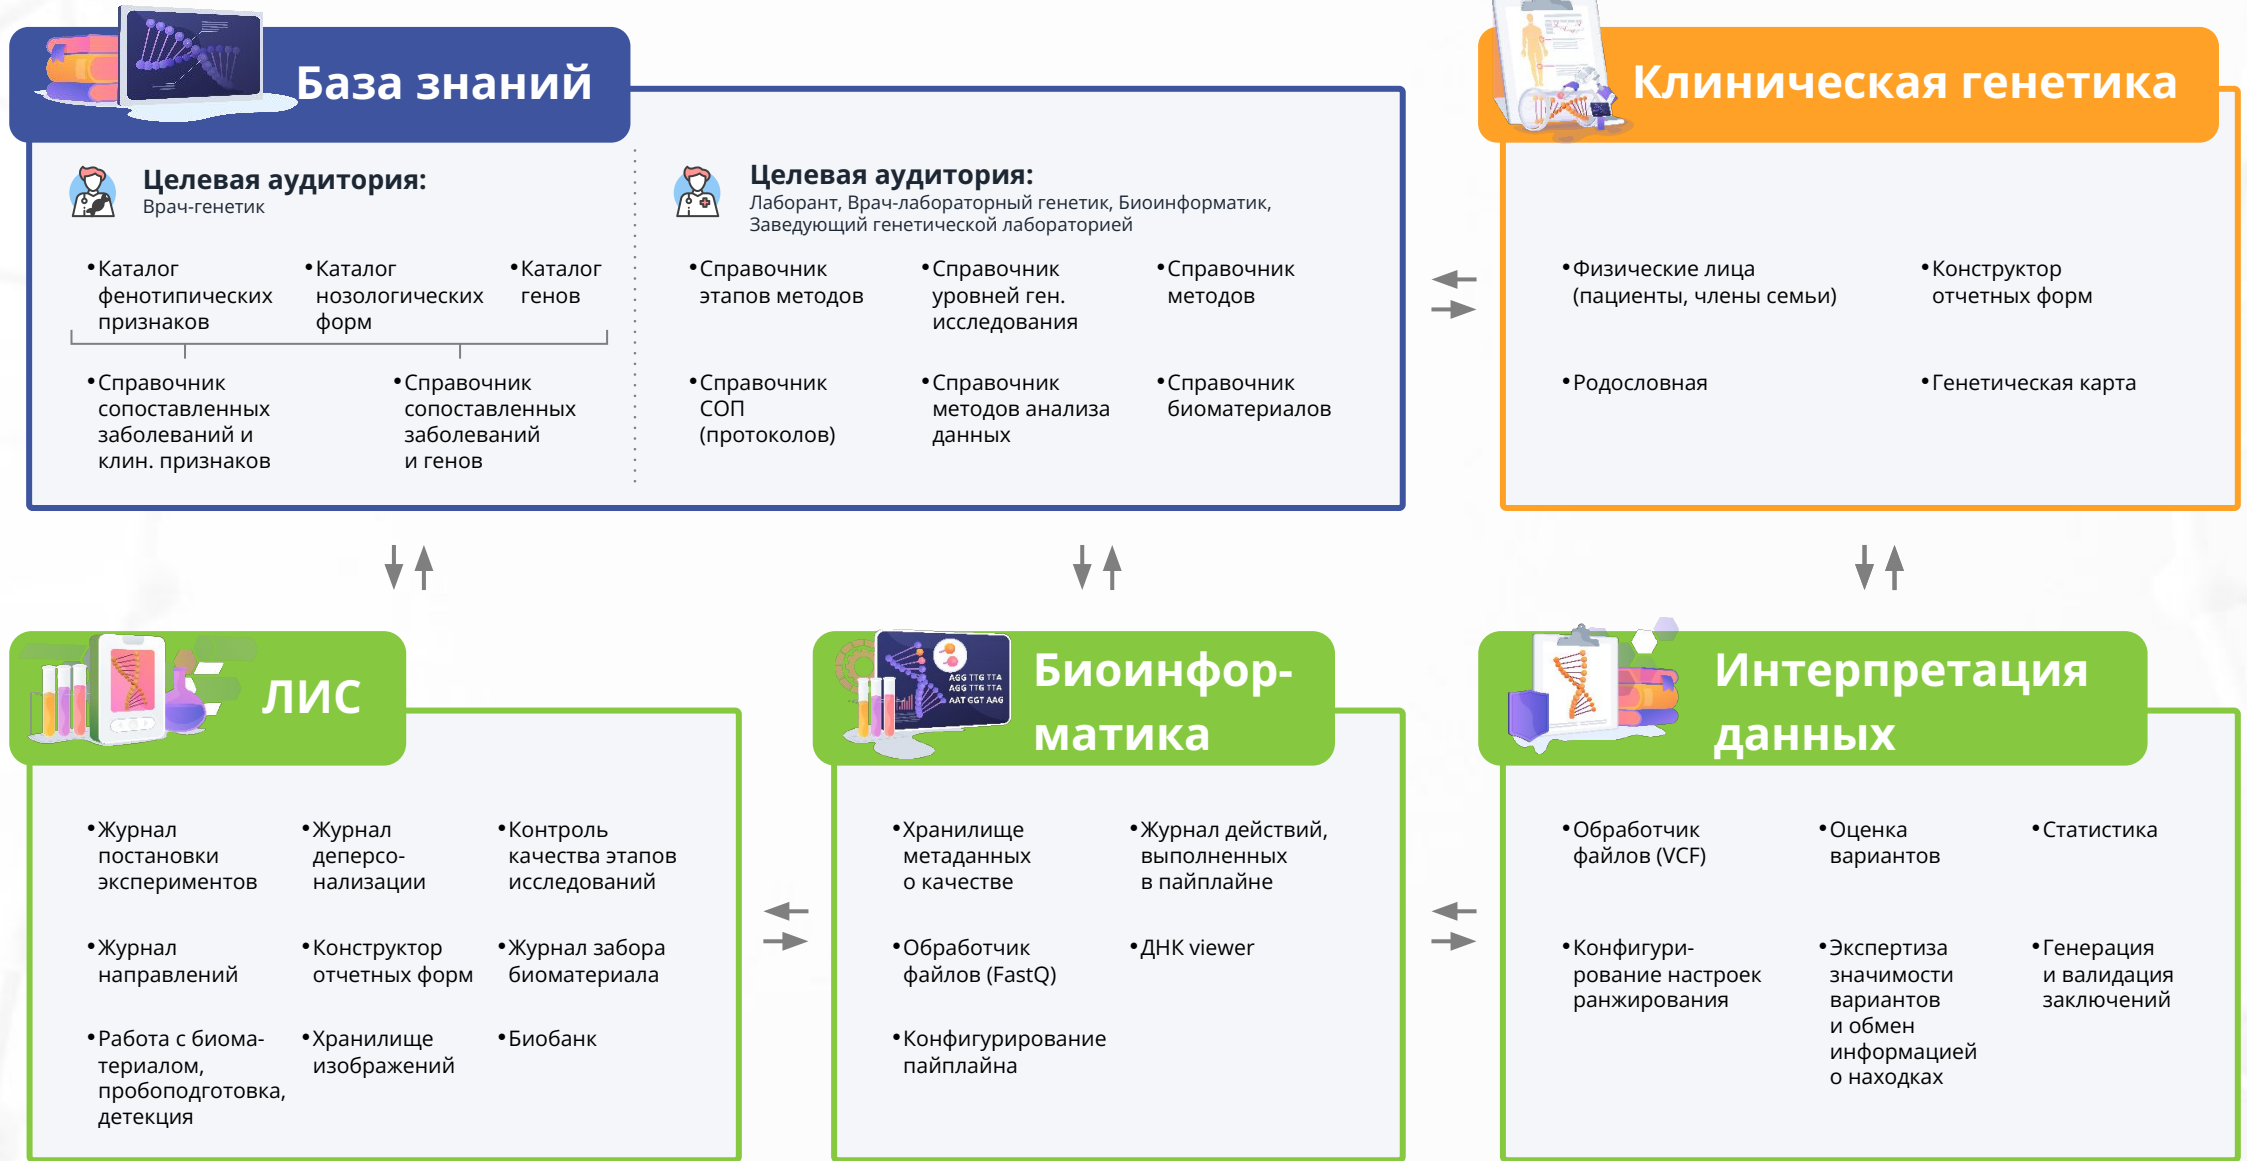 База знаний
Целевая аудитория:
Врач-генетик
•Каталог
фенотипических
признаков
•Каталог
нозологических
форм
•Каталог
генов
•Справочник
сопоставленных
заболеваний и
клин. признаков
•Справочник
сопоставленных
заболеваний
и генов
Целевая аудитория:
Лаборант, Врач-лабораторный генетик, Биоинформатик,
Заведующий генетической лабораторией
•Справочник
этапов методов
•Справочник
уровней ген.
исследования
•Справочник
методов
•Справочник
СОП
(протоколов)
•Справочник
методов анализа
данных
•Справочник
биоматериалов
Клиническая генетика
•Физические лица
(пациенты, члены семьи)
•Конструктор
отчетных форм
•Родословная
•Генетическая карта
ЛИС
•Журнал
постановки
экспериментов
•Журнал
деперсо-
нализации
•Контроль
качества этапов
исследований
•Журнал
направлений
•Конструктор
отчетных форм
•Журнал забора
биоматериала
•Работа с биома-
териалом,
пробоподготовка,
детекция
•Хранилище
изображений
•Биобанк
AGG TTG TTA
AGG TTG TTA
AAT GGT AAG
Биоинфор-
матика
•Хранилище
метаданных
о качестве
•Журнал действий,
выполненных
в пайплайне
•Обработчик
файлов (FastQ)
•ДНК viewer
•Конфигурирование
пайплайна
Интерпретация
данных
•Обработчик
файлов (VCF)
•Оценка
вариантов
•Статистика
•Конфигури-
рование настроек
ранжирования
•Экспертиза
значимости
вариантов
и обмен
информацией
о находках
•Генерация
и валидация
заключений